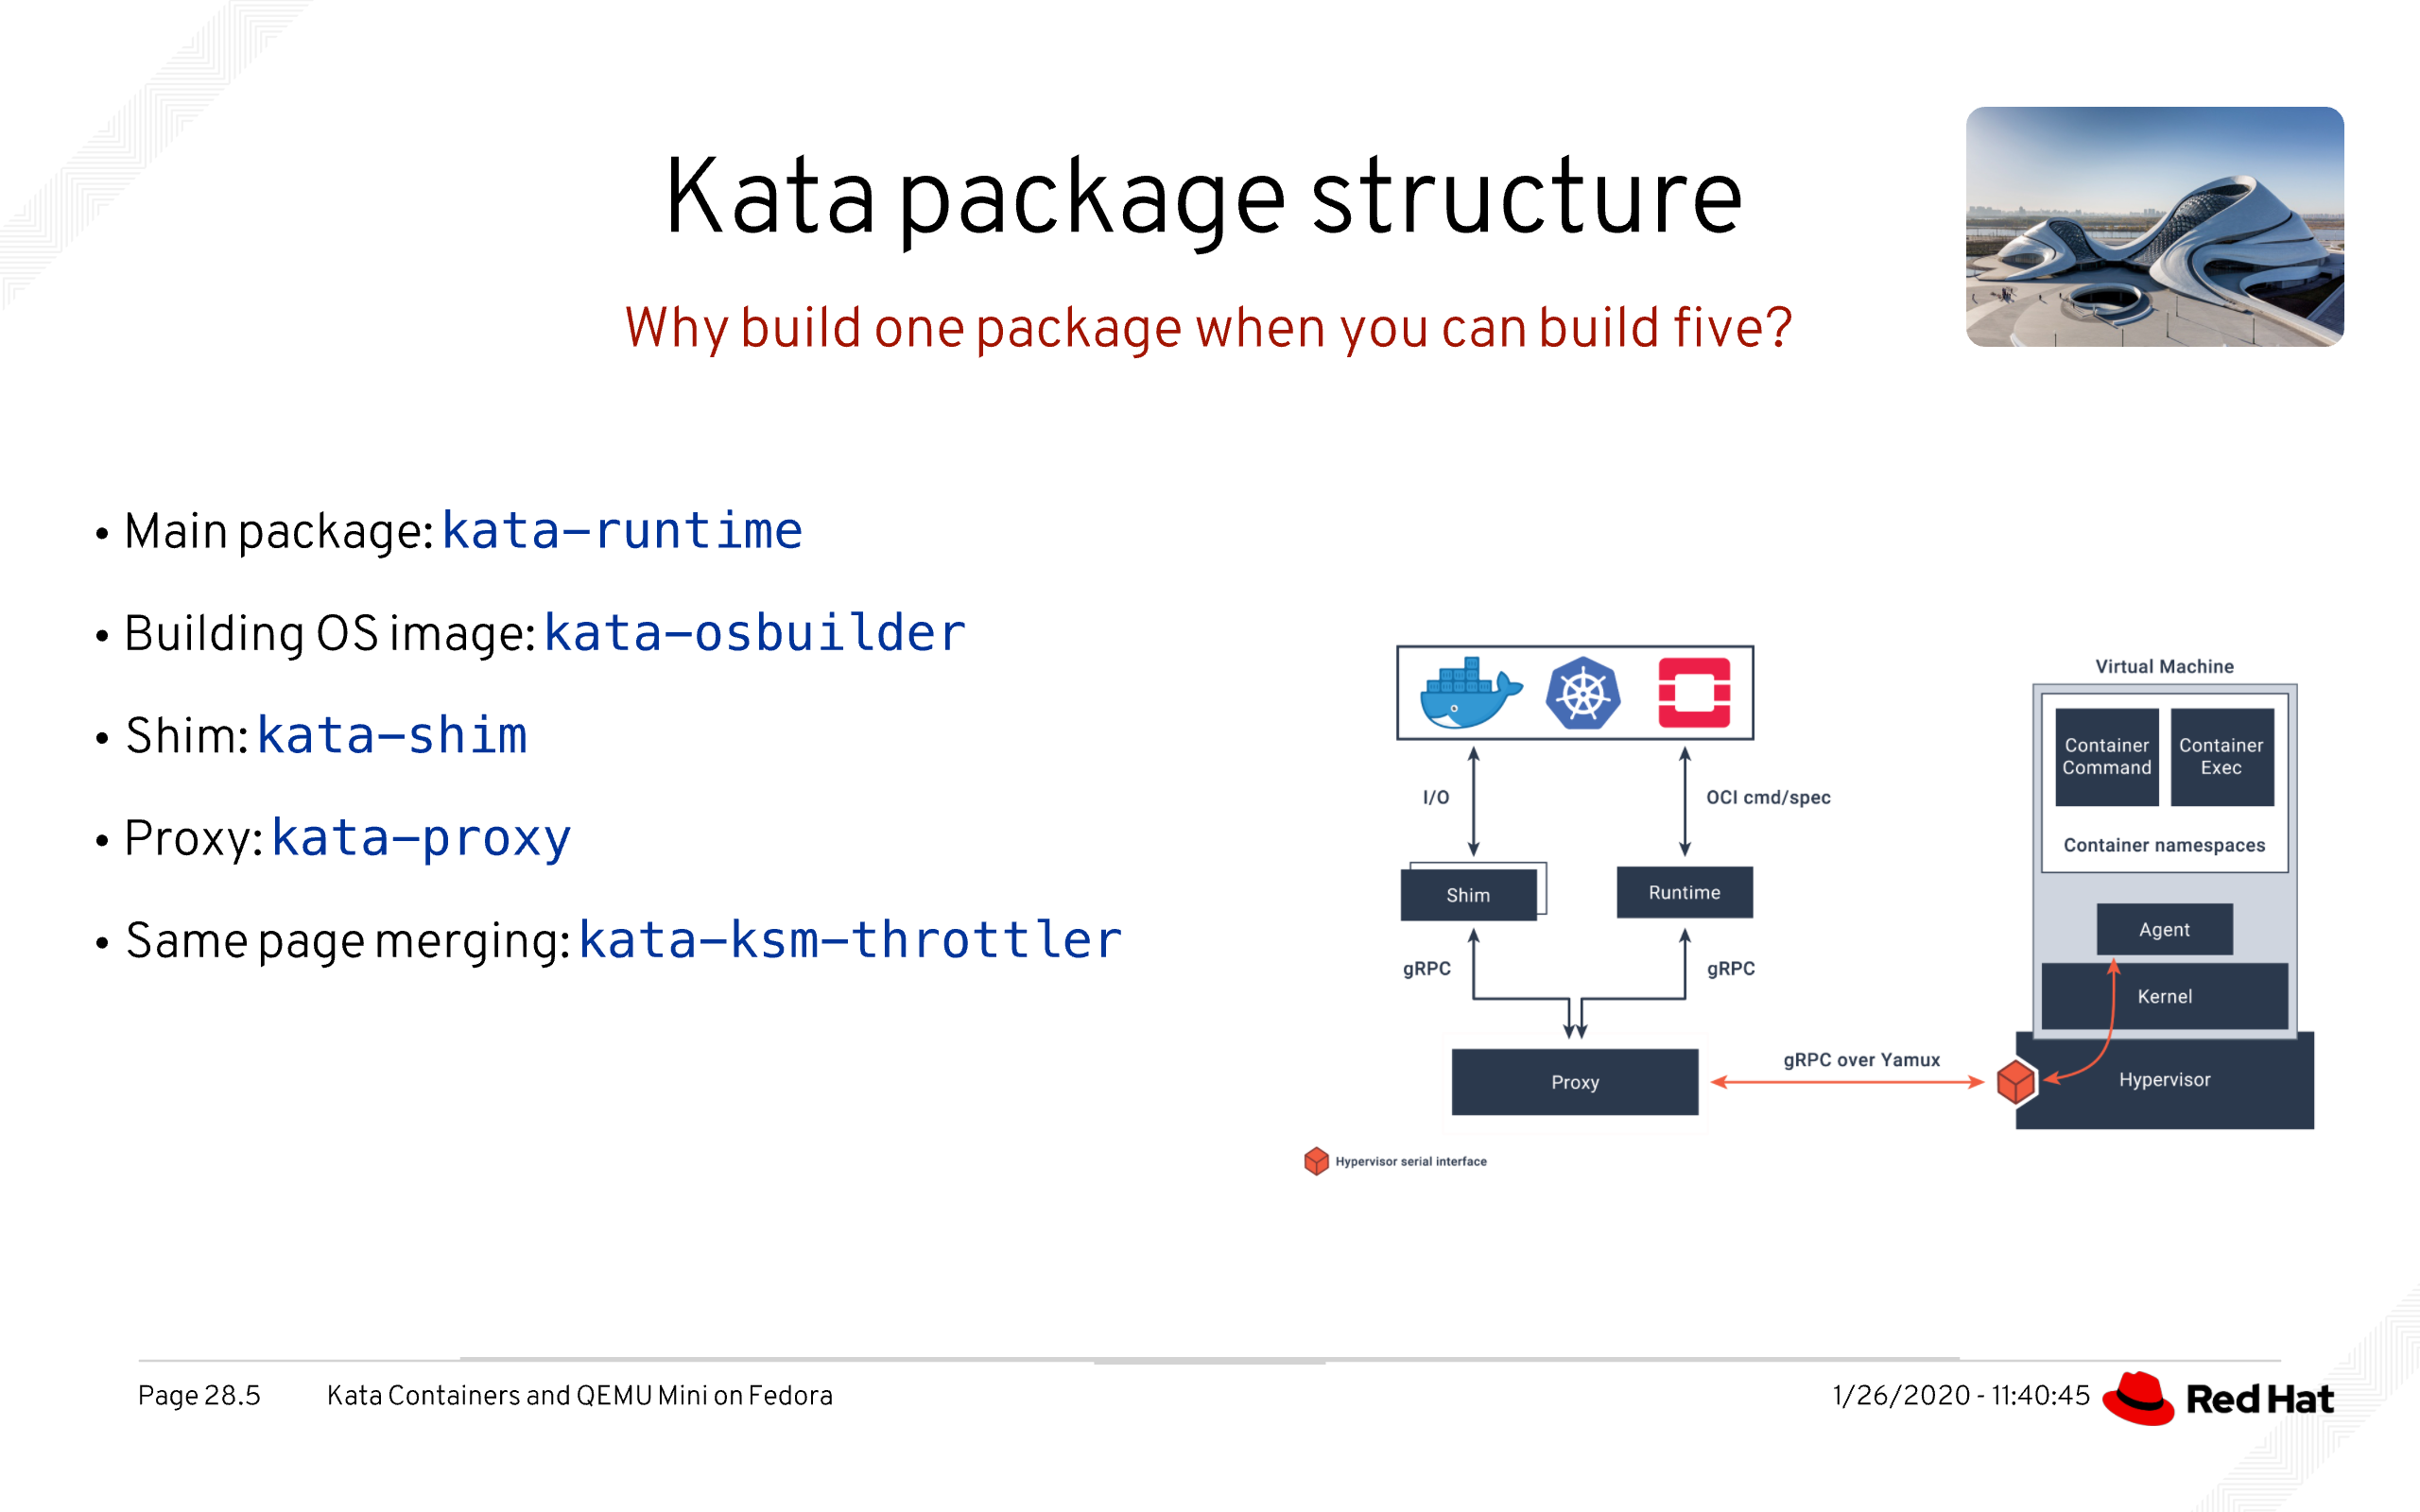 Kata package structure
Why build one package when you can build five?
• Main package: kata-runtime
• Building OS image: kata-osbuilder
• Shim: kata-shim
• Proxy: kata-proxy
• Same page merging: kata-ksm-throttler
I/O
OCI cmd/spec
Shim
Runtime
gRPC
gRPC
Proxy
gRPC over Yamux
Hypervisor serial interface
Virtual Machine
Container
Command
Container
Exec
Container namespaces
Agent
Kernel
Hypervisor
Page 28.5
Kata Containers and QEMU Mini on Fedora
1/26/2020 - 11:40:45
Red Hat